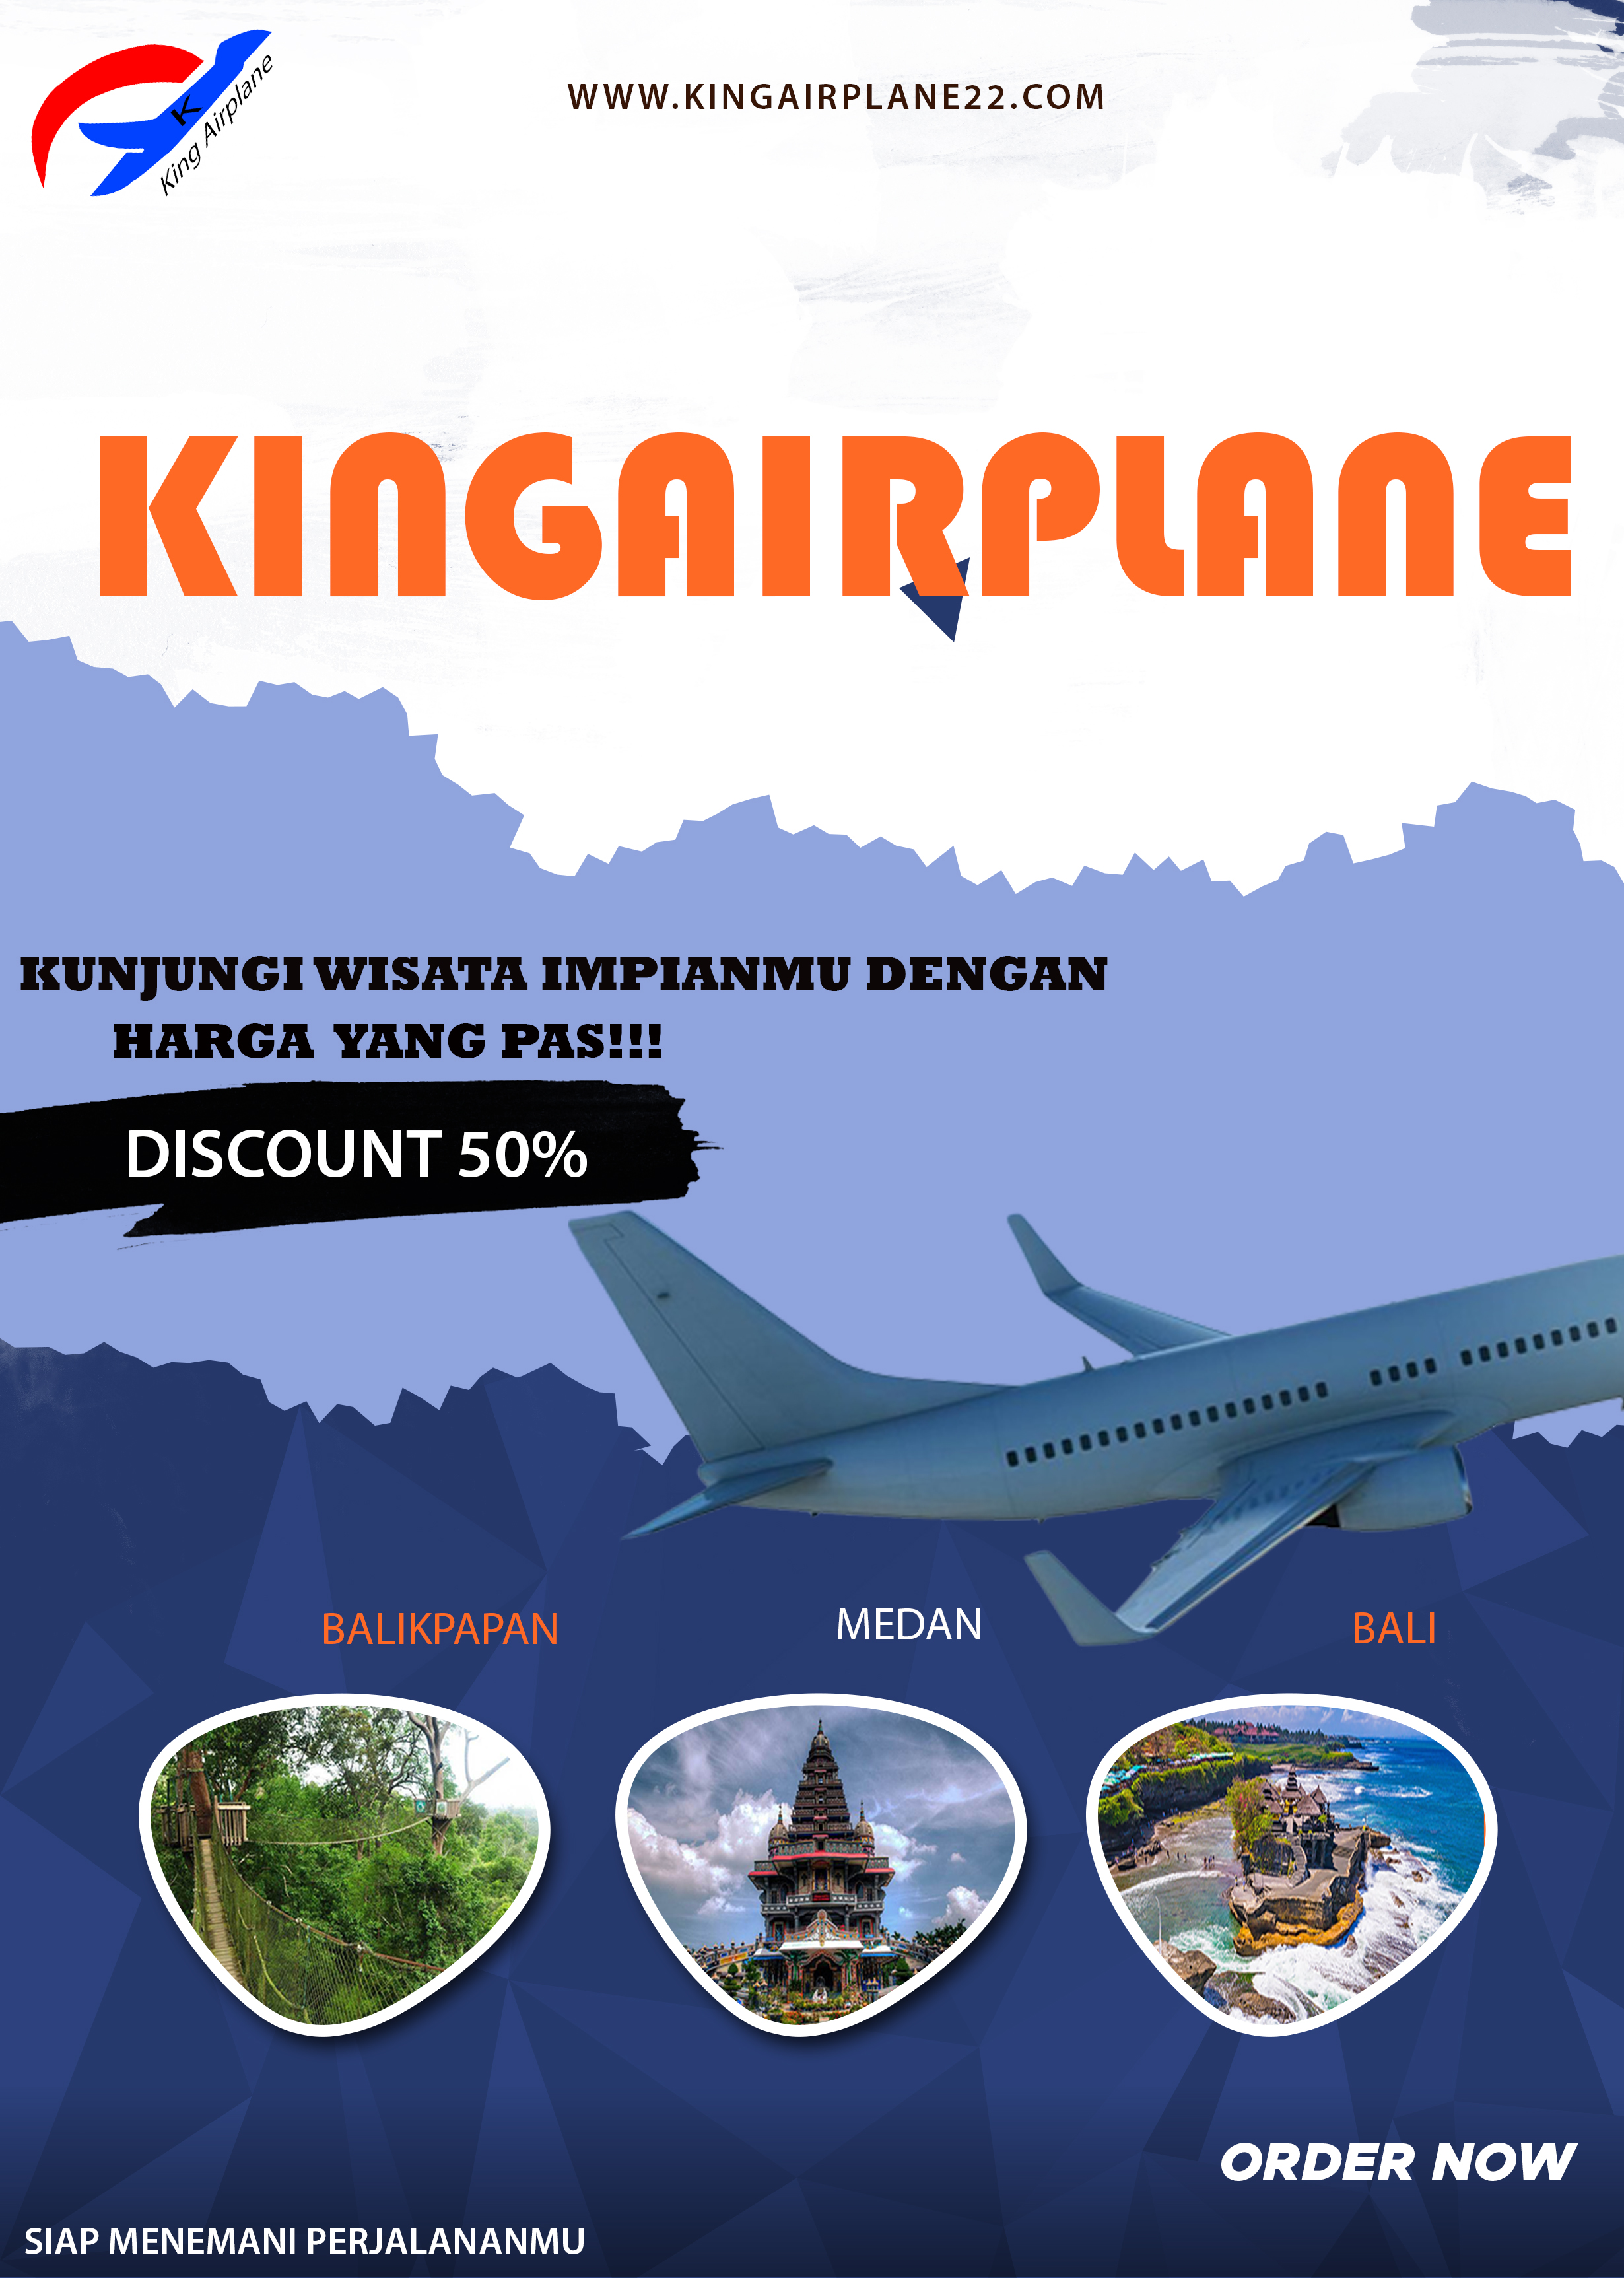 K
King Airplane
WWW.KINGAIRPLANE22.COM
KINGAIRPLANE
KUNJUNGI WISATA IMPIANMU DENGAN
HARGA YANG PAS!!!
DISCOUNT 50%
BALIKPAPAN
MEDAN
BALI
ORDER NOW
SIAP MENEMANI PERJALANANMU